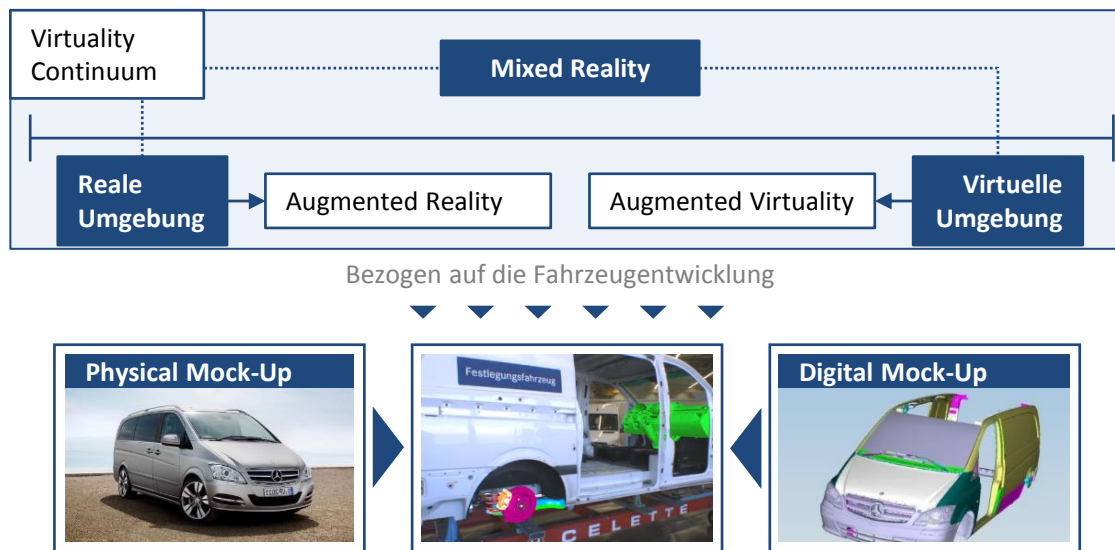 Virtuality
Continuum
Mixed Reality
Reale
Umgebung
Augmented Reality
Augmented Virtuality
Virtuelle
Umgebung
Bezogen auf die Fahrzeugentwicklung
Physical Mock-Up
Festlegungsfahrzeug
CELETTE
Digital Mock-Up